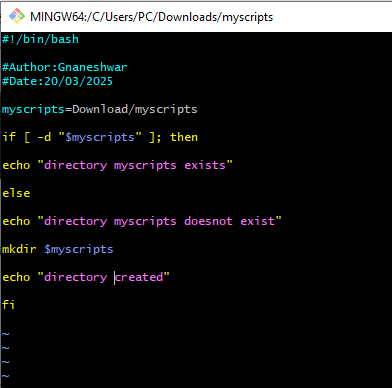 MINGW64:/C/Users/PC/Downloads/myscripts
#!/bin/bash
#Author:Gnaneshwar
#Date:20/03/2025
myscripts=Download/myscripts
if [ -d "$myscripts" ]; then
echo "directory myscripts exists"
else
echo "directory myscripts doesnot exist"
mkdir $myscripts
echo "directory created"
fi
~
~
~
~